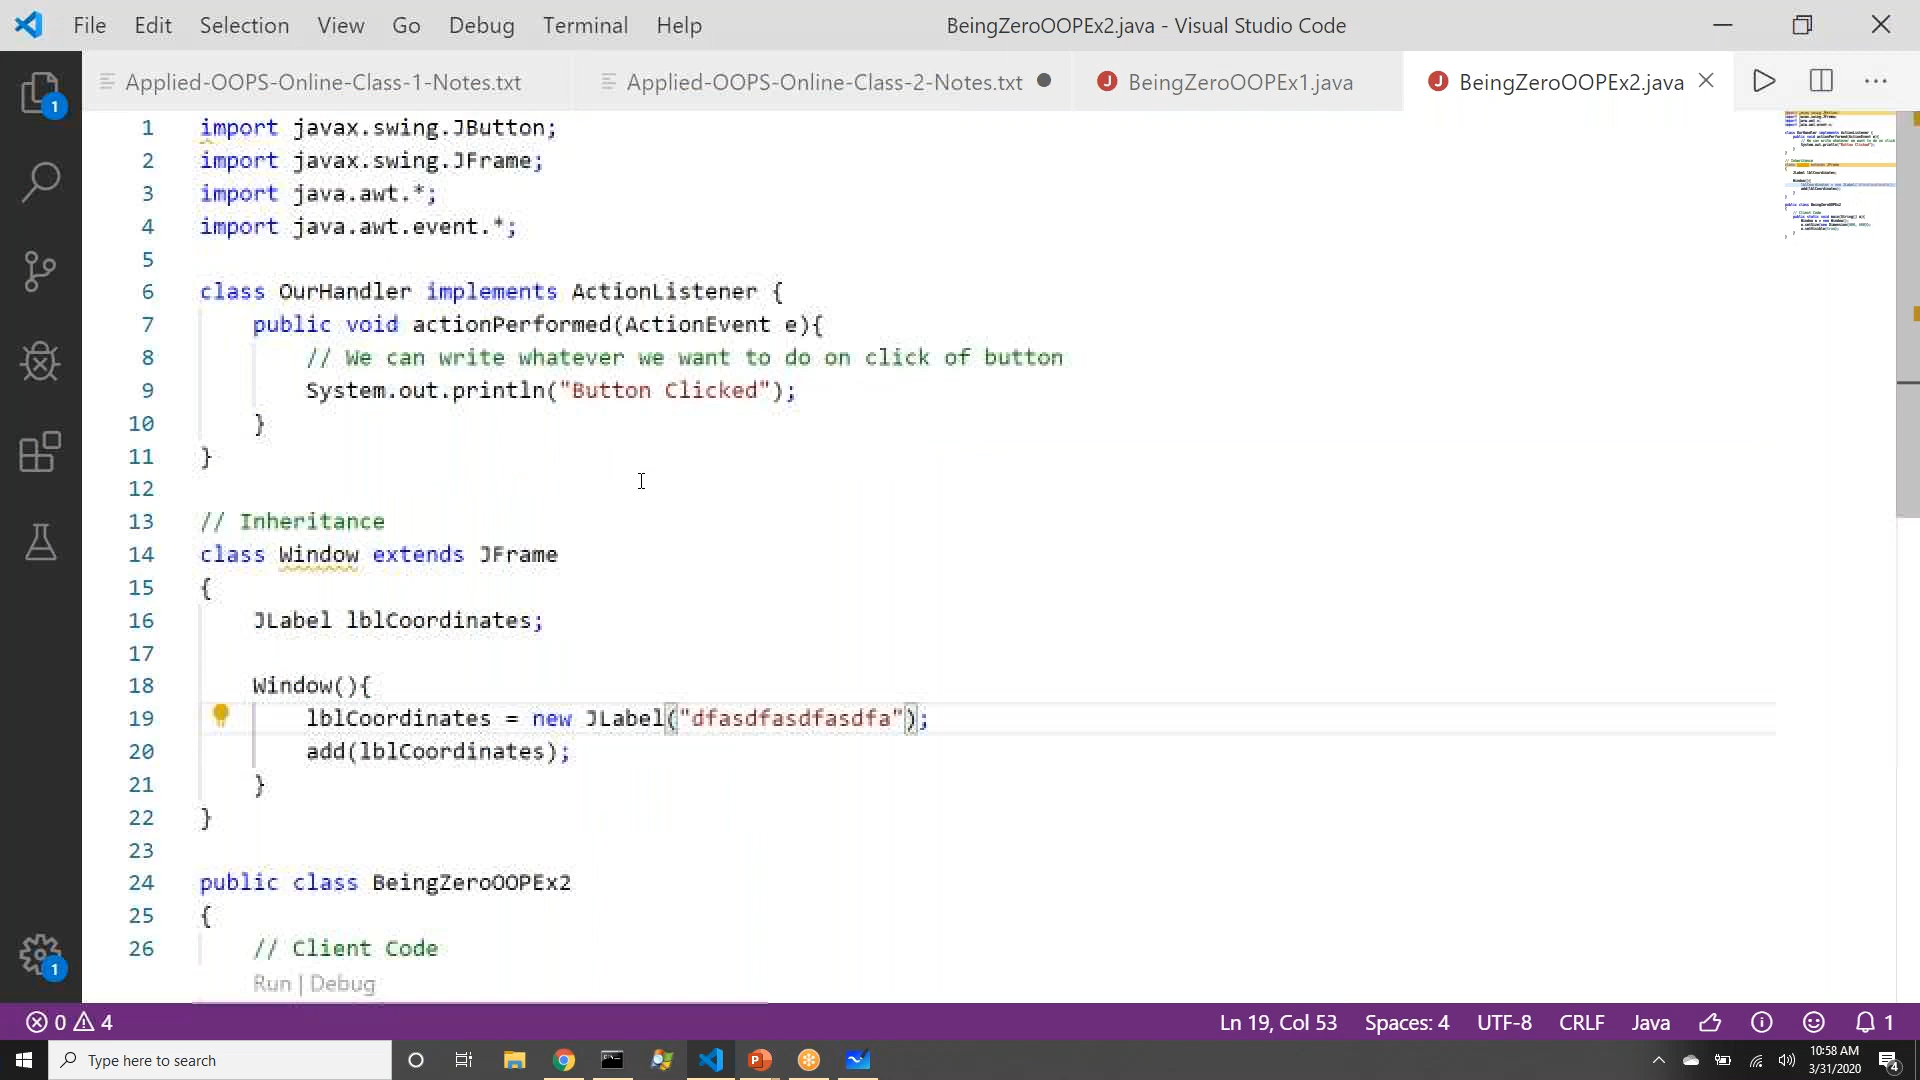 File Edit Selection View Go Debug Terminal Help BeingZeroOOPEx2.java - Visual Studio Code
Applied-OOPS-Online-Class-1-Notes.txt Applied-OOPS-Online-Class-2-Notes.txt BeingZeroOOPEx1.java BeingZeroOOPEx2.java
1 import javax.swing.JButton;
2 import javax.swing.JFrame;
3 import java.awt.*;
4 import java.awt.event.*;
5
6 class OurHandler implements ActionListener {
7 public void actionPerformed(ActionEvent e){
8 // We can write whatever we want to do on click of button
9 System.out.println("Button Clicked");
10 }
11 }
12
13 // Inheritance
14 class Window extends JFrame
15 {
16 JLabel lblCoordinates;
17
18 Window(){
19 lblCoordinates = new JLabel("dfasdfasdfasdfa");
20 add(lblCoordinates);
21 }
22 }
23
24 public class BeingZeroOOPEx2
25 {
26 // Client Code
Run | Debug
0 4 Ln 19, Col 53 Spaces: 4 UTF-8 CRLF Java 1
Type here to search 10:58 AM
3/31/2020 4